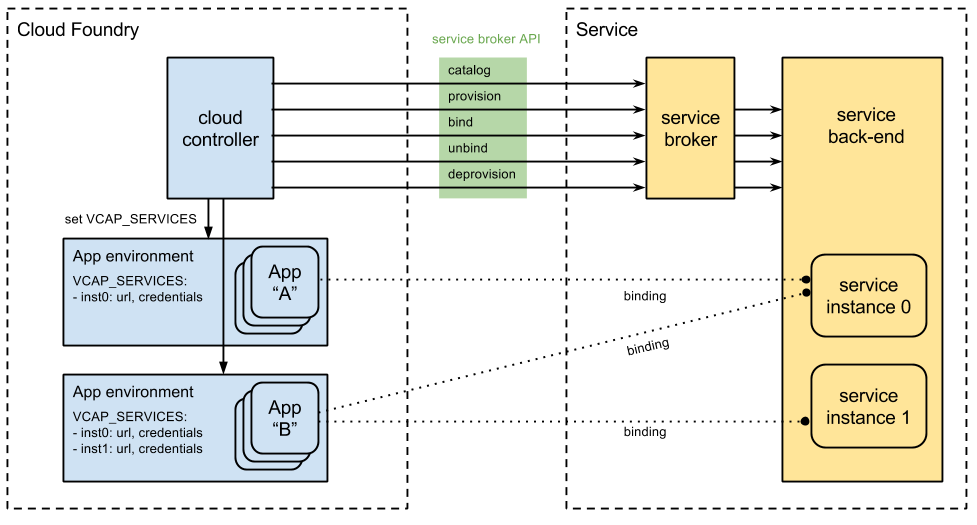 Cloud Foundry
service broker API
Service
cloud
controller
catalog
provision
bind
unbind
deprovision
service
broker
service
back-end
set VCAP_SERVICES
App environment
VCAP_SERVICES:
- inst0: url, credentials
App
“A”
binding
service
instance 0
binding
App environment
VCAP_SERVICES:
- inst0: url, credentials
- inst1: url, credentials
App
“B”
binding
service
instance 1